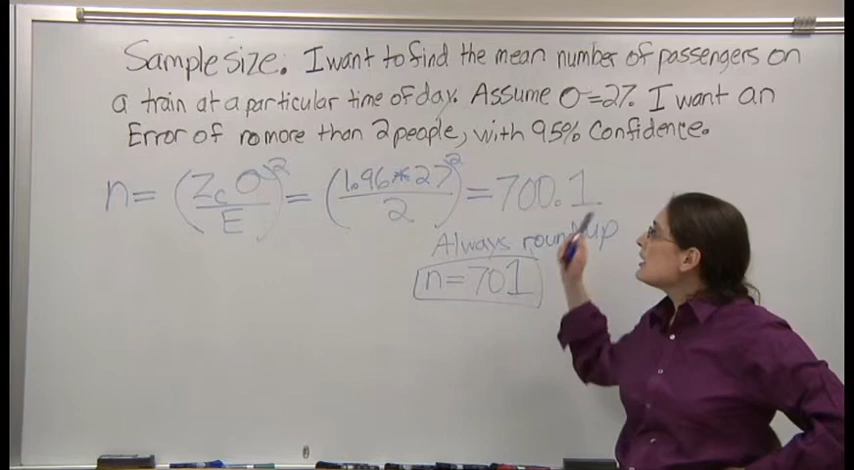 Sample size. I want to find the mean number of passengers on
a train at a particular time of day. Assume σ=27. I want an
Error of no more than 2 people, with 95% Confidence.
n = (Zc σ / E)² = (1.96*27 / 2)² = 700.1
Always round up
n = 701